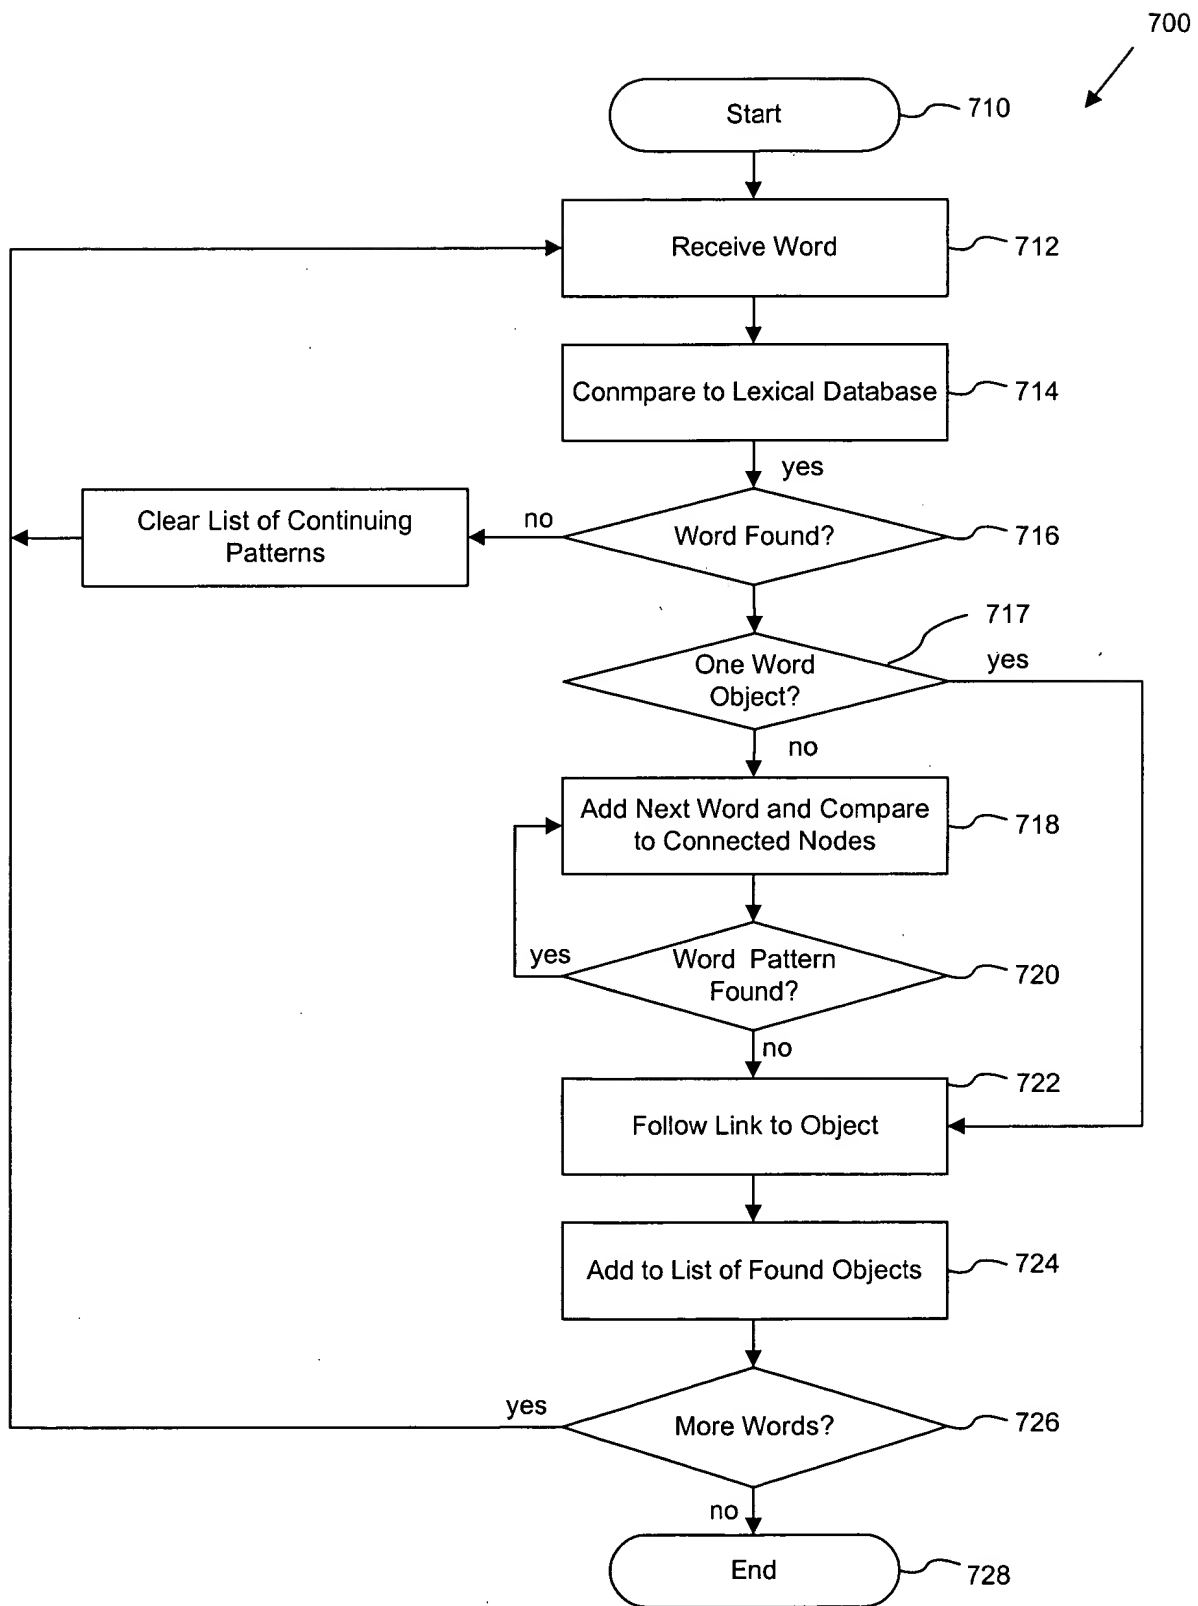 700
Start
710
Receive Word
712
Conmpare to Lexical Database
714
yes
Clear List of Continuing
Patterns
no
Word Found?
716
717
One Word
Object?
yes
no
Add Next Word and Compare
to Connected Nodes
718
yes
Word Pattern
Found?
720
no
722
Follow Link to Object
Add to List of Found Objects
724
yes
More Words?
726
no
End
728